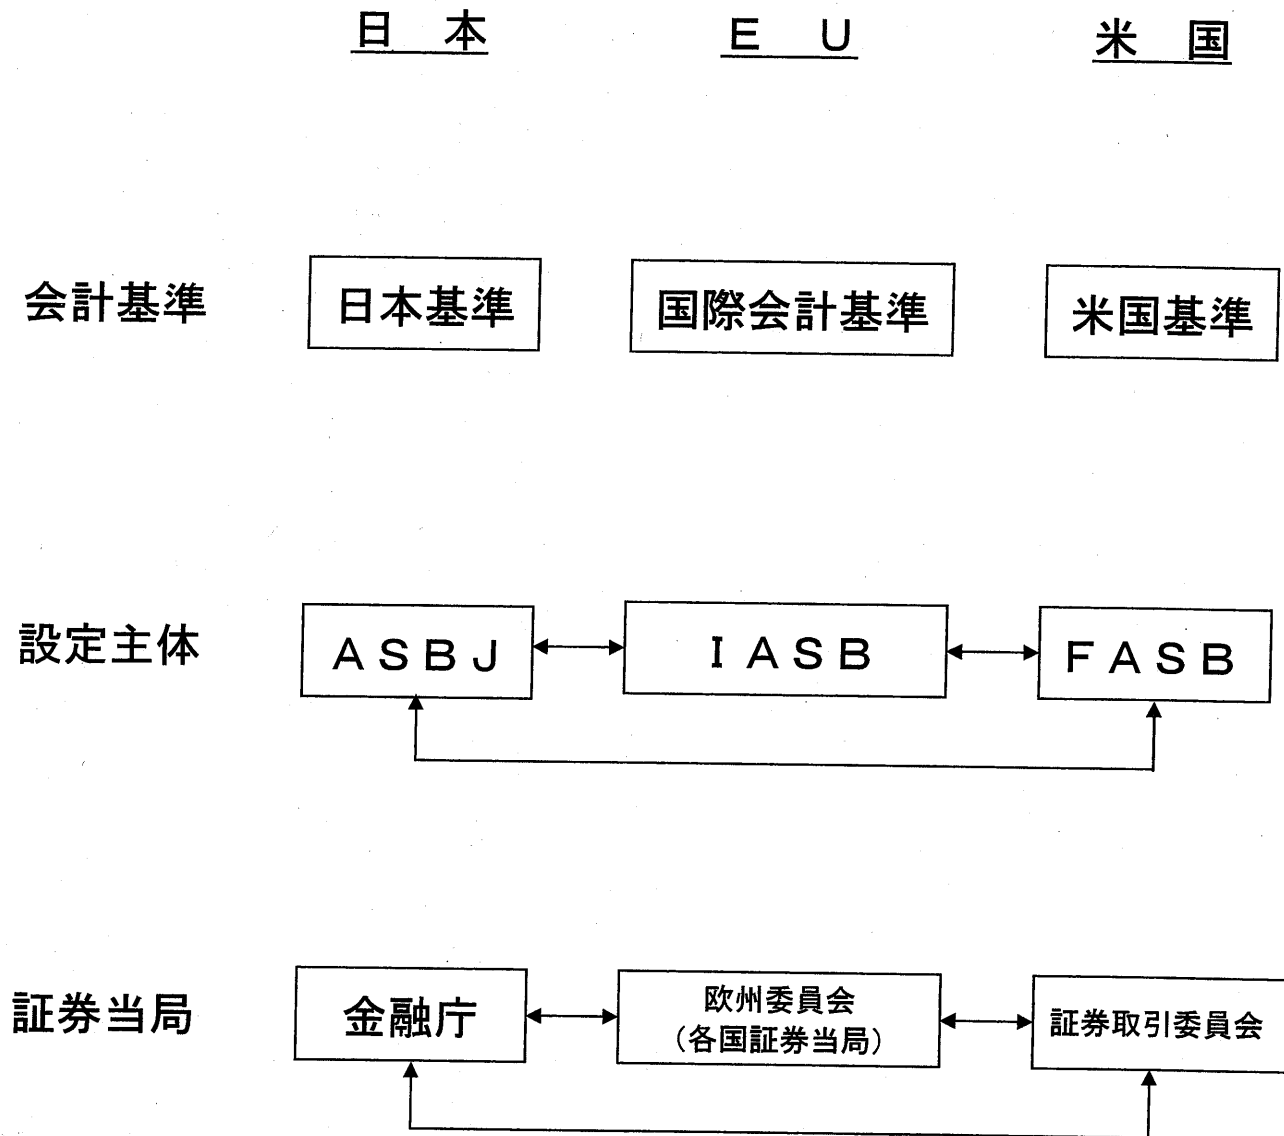 日 本 E U 米 国
会計基準 日本基準 国際会計基準 米国基準
設定主体 ASBJ IASB FASB
証券当局 金融庁 欧州委員会 証券取引委員会
(各国証券当局)